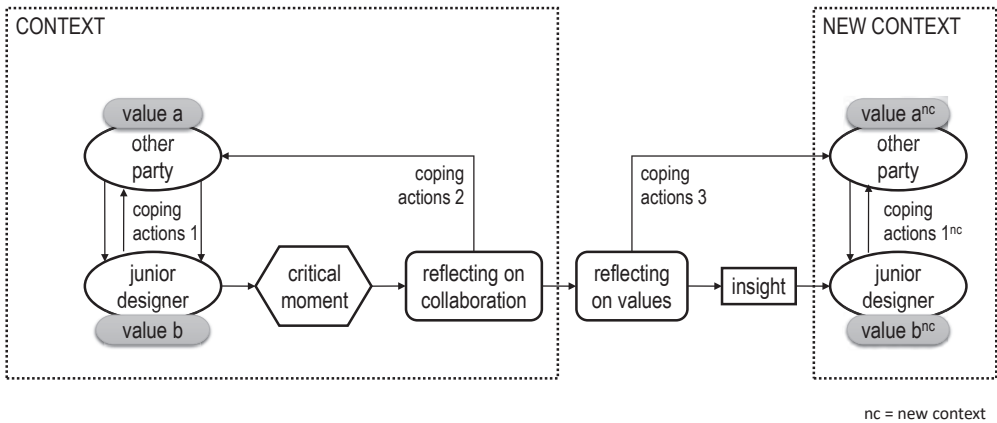 CONTEXT
value a
other
party
coping
actions 1
junior
designer
value b
critical
moment
coping
actions 2
reflecting on
collaboration
reflecting
on values
coping
actions 3
insight
NEW CONTEXT
value aⁿᶜ
other
party
coping
actions 1ⁿᶜ
junior
designer
value bⁿᶜ
nc = new context